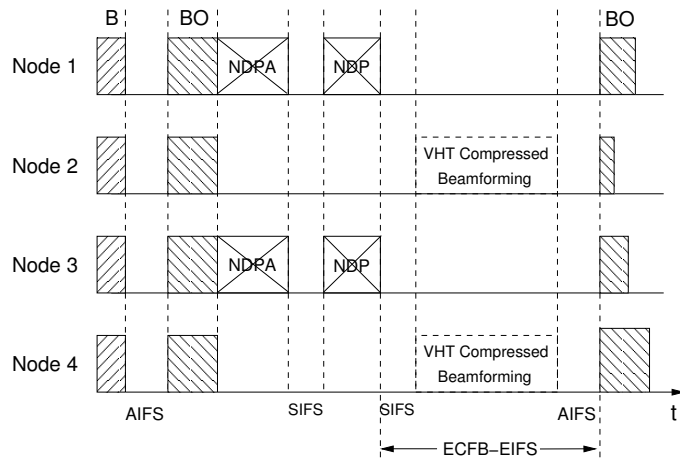 B BO BO
Node 1 NDPA NDP
Node 2 VHT Compressed
Beamforming
Node 3 NDPA NDP
Node 4 VHT Compressed
Beamforming
AIFS SIFS SIFS AIFS t
ECFB-EIFS